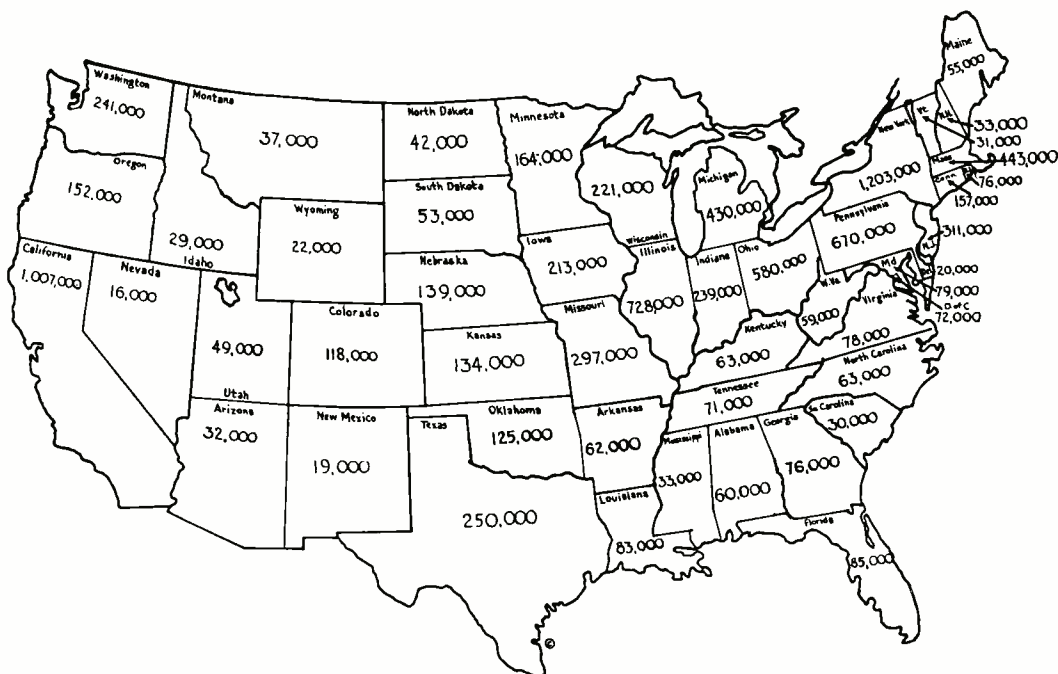 Maine
55,000
Washington
241,000
Montana
37,000
North Dakota
42,000
Minnesota
164,000
New York
1,203,000
Vt.
N.H.
33,000
31,000
Mass
443,000
Conn
76,000
157,000
Oregon
152,000
South Dakota
53,000
221,000
Wisconsin
Michigan
430,000
Wyoming
22,000
29,000
Idaho
Pennsylvania
670,000
N.J.
311,000
California
1,007,000
Nevada
16,000
Nebraska
139,000
Iowa
213,000
Illinois
728,000
Indiana
239,000
Ohio
580,000
Md
20,000
79,000
D of C
72,000
W.Va
59,000
Virginia
78,000
Utah
49,000
Colorado
118,000
Kansas
134,000
Missouri
297,000
Kentucky
63,000
North Carolina
63,000
Tennessee
71,000
So Carolina
30,000
Arizona
32,000
New Mexico
19,000
Texas
250,000
Oklahoma
125,000
Arkansas
62,000
Mississippi
33,000
Alabama
60,000
Georgia
76,000
Louisiana
83,000
Florida
85,000
©